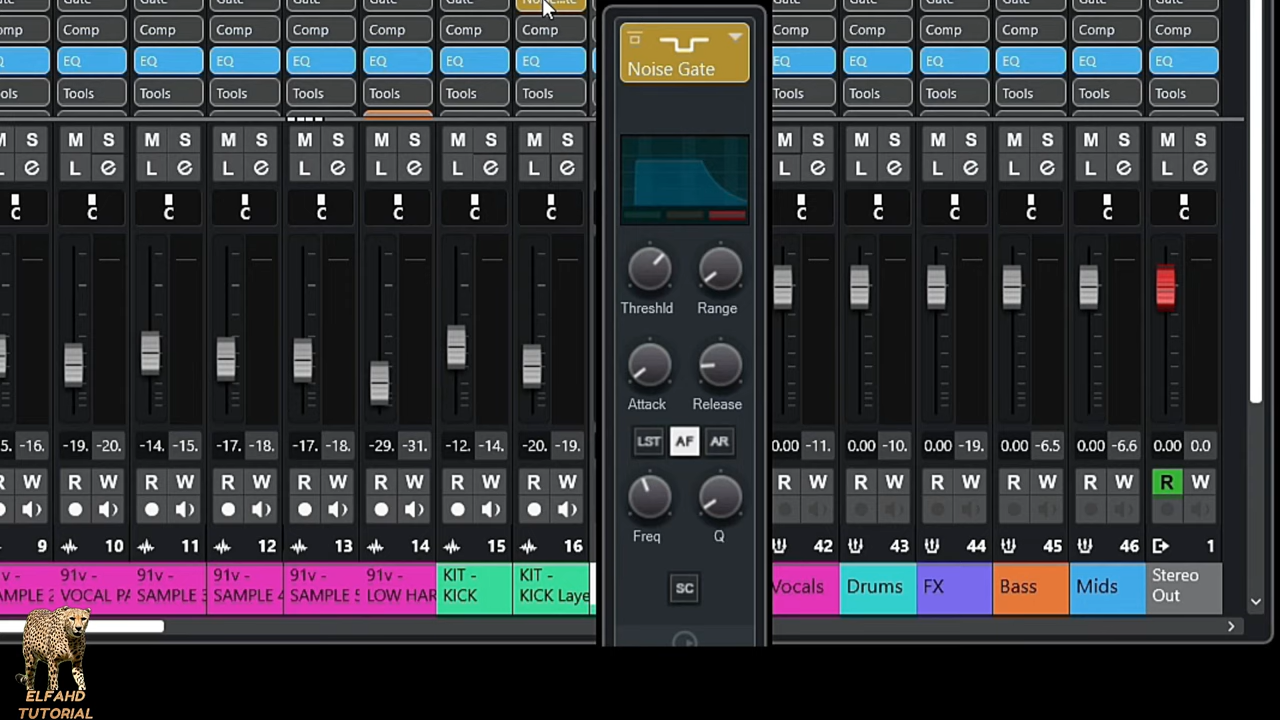 Comp Comp Comp Comp Comp Comp Comp Comp Comp Comp Comp Comp
EQ EQ EQ EQ EQ EQ EQ EQ EQ EQ EQ EQ EQ
Tools Tools Tools Tools Tools Tools Tools Tools Tools Tools Tools Tools
Noise Gate
M S M S M S M S M S M S M S M S M S M S M S M S M S M S
L L L L L L L L L L L L L L
C C C C C C C C C C C C C C
Threshld Range
Attack Release
LST AF AR
Freq Q
SC
5. -16. -19. -20. -14. -15. -17. -18. -17. -18. -29. -31. -12. -14. -20. -19. 0.00 -11. 0.00 -10. 0.00 -19. 0.00 -6.5 0.00 -6.6 0.00 0.0
R W R W R W R W R W R W R W R W R W R W R W R W R W R W
9 10 11 12 13 14 15 16 42 43 44 45 46 1
91v - 91v - 91v - 91v - 91v - KIT - KIT - Stereo
VOCAL PA SAMPLE 3 SAMPLE 4 SAMPLE 5 LOW HAR KICK KICK Laye Vocals Drums FX Bass Mids Out
ELFAHD
TUTORIAL